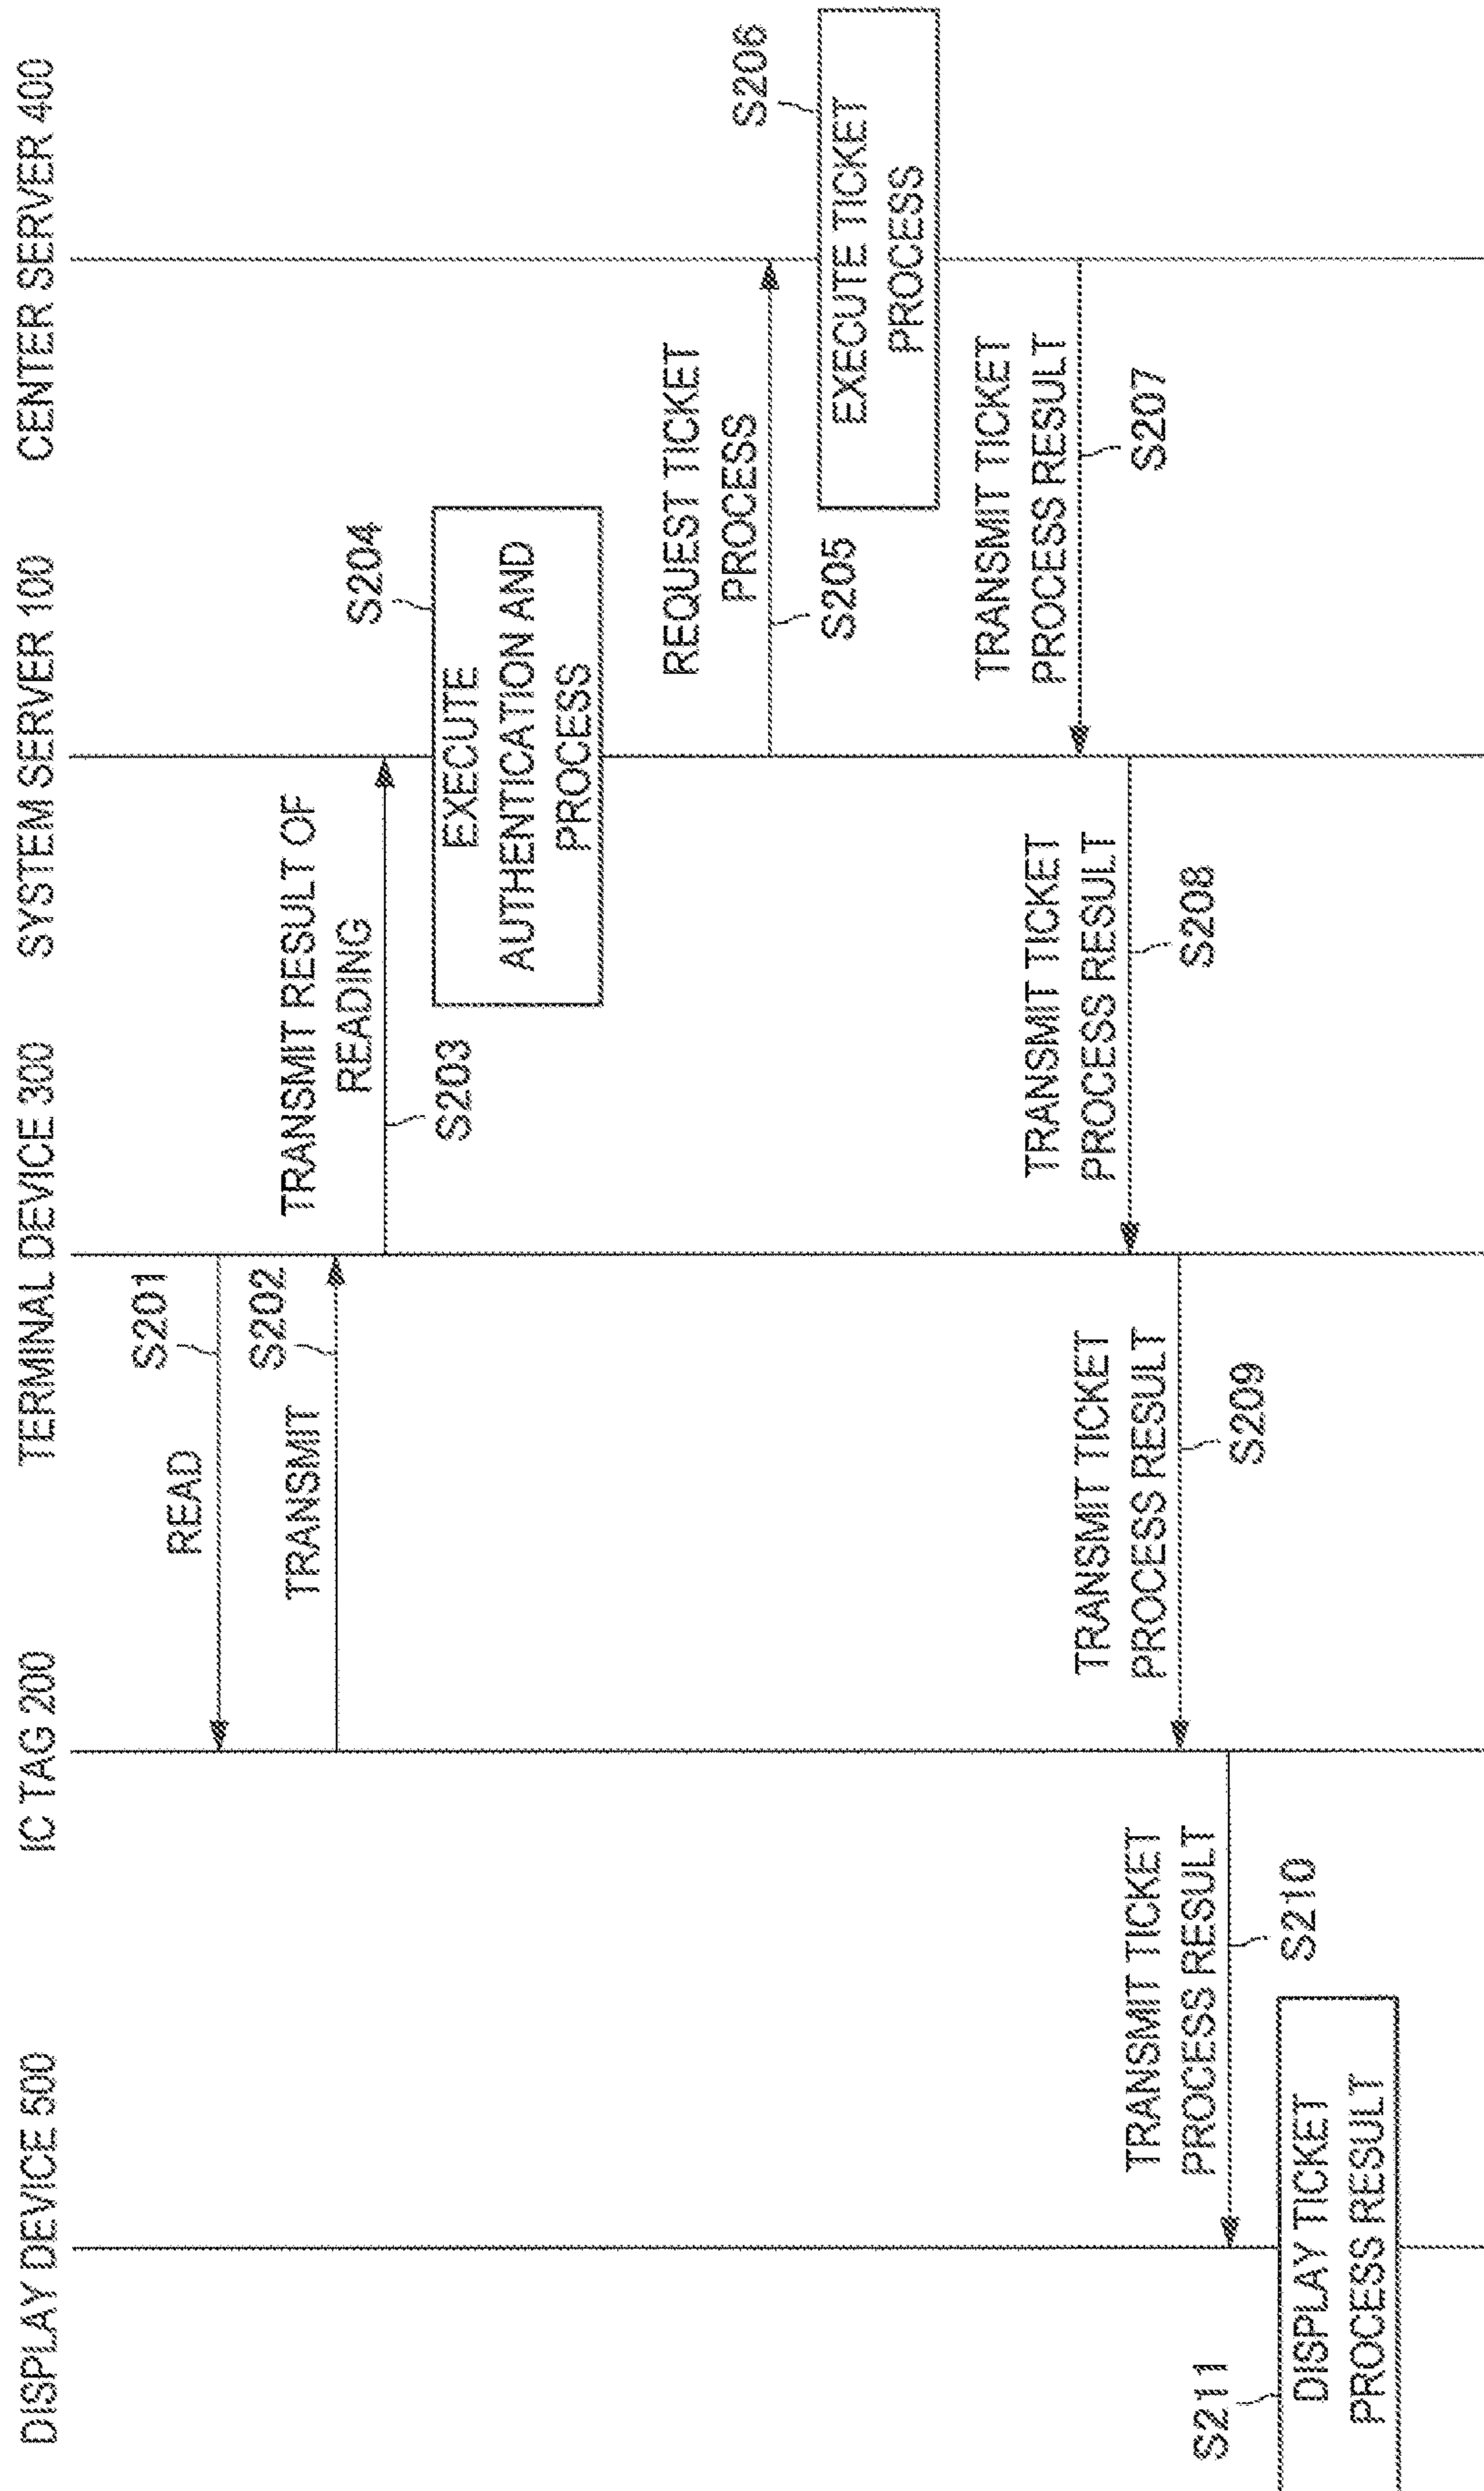 DISPLAY DEVICE 500
IC TAG 200
TERMINAL DEVICE 300
SYSTEM SERVER 100
CENTER SERVER 400
S201
READ
S202
TRANSMIT
TRANSMIT RESULT OF
READING
S203
S204
EXECUTE
AUTHENTICATION AND
PROCESS
REQUEST TICKET
PROCESS
S205
S206
EXECUTE TICKET
PROCESS
TRANSMIT TICKET
PROCESS RESULT
S207
TRANSMIT TICKET
PROCESS RESULT
S208
TRANSMIT TICKET
PROCESS RESULT
S209
TRANSMIT TICKET
PROCESS RESULT
S210
S211
DISPLAY TICKET
PROCESS RESULT